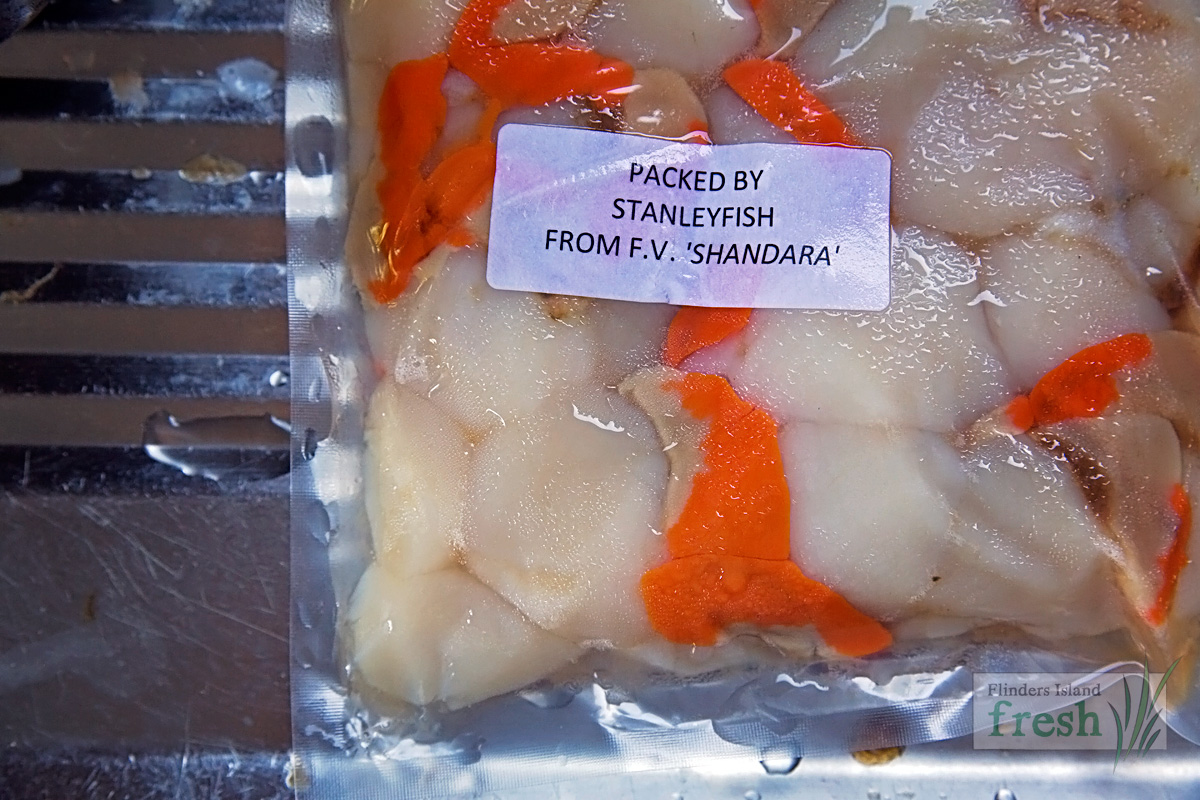 PACKED BY
STANLEYFISH
FROM F.V. 'SHANDARA'
Flinders Island
fresh